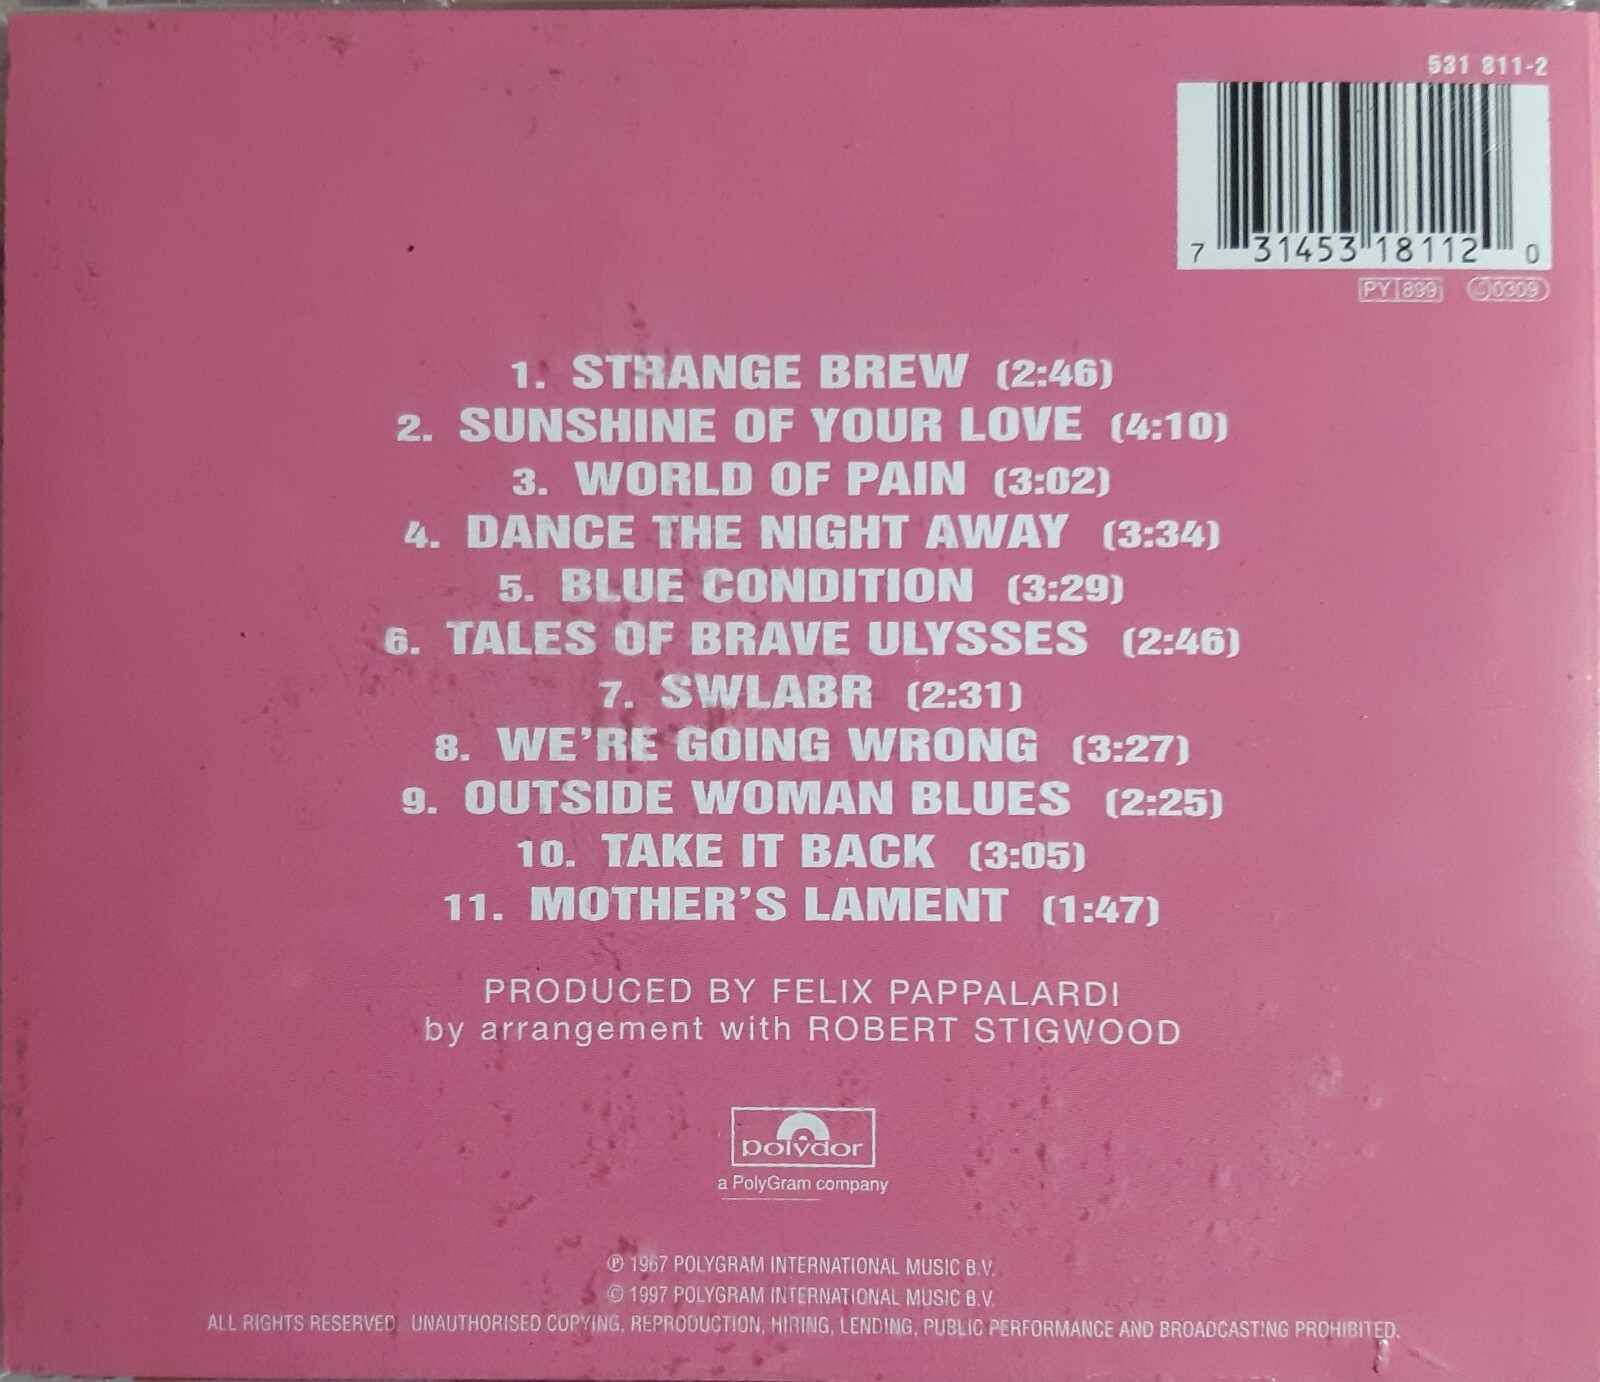 531 811-2
7 31453 18112 0
PY 899 0309
1. STRANGE BREW (2:46)
2. SUNSHINE OF YOUR LOVE (4:10)
3. WORLD OF PAIN (3:02)
4. DANCE THE NIGHT AWAY (3:34)
5. BLUE CONDITION (3:29)
6. TALES OF BRAVE ULYSSES (2:46)
7. SWLABR (2:31)
8. WE'RE GOING WRONG (3:27)
9. OUTSIDE WOMAN BLUES (2:25)
10. TAKE IT BACK (3:05)
11. MOTHER'S LAMENT (1:47)
PRODUCED BY FELIX PAPPALARDI
by arrangement with ROBERT STIGWOOD
polydor
a PolyGram company
℗ 1967 POLYGRAM INTERNATIONAL MUSIC B.V.
© 1997 POLYGRAM INTERNATIONAL MUSIC B.V.
ALL RIGHTS RESERVED. UNAUTHORISED COPYING, REPRODUCTION, HIRING, LENDING, PUBLIC PERFORMANCE AND BROADCASTING PROHIBITED.